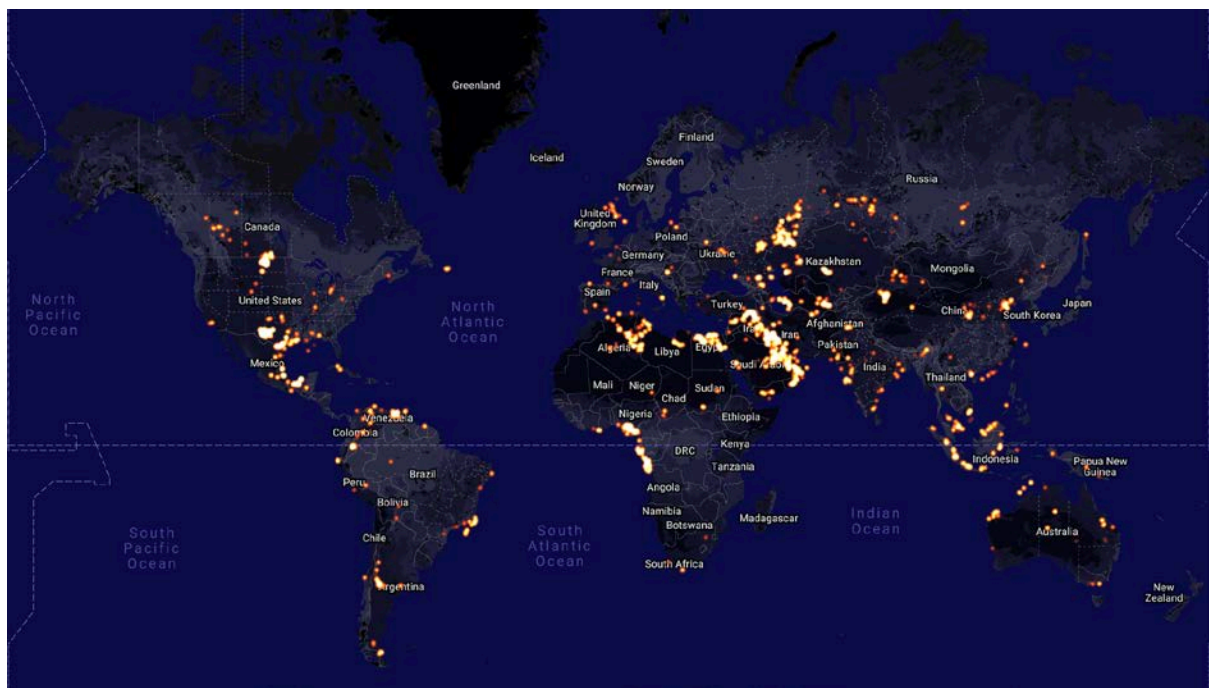 Greenland
Iceland
Finland
Sweden
Norway
Russia
United
Kingdom
Canada
Poland
Germany
Ukraine
Kazakhstan
Mongolia
France
Italy
Spain
United States
North
Pacific
Ocean
North
Atlantic
Ocean
Turkey
China
South Korea
Japan
Afghanistan
Iran
Pakistan
Algeria
Libya
Egypt
Mexico
India
Thailand
Mali
Niger
Chad
Sudan
Nigeria
Ethiopia
Venezuela
Colombia
DRC
Kenya
Tanzania
Indonesia
Papua New
Guinea
Brazil
Peru
Bolivia
Angola
Namibia
Botswana
Madagascar
Indian
Ocean
South
Pacific
Ocean
South
Atlantic
Ocean
Chile
Australia
South Africa
Argentina
New
Zealand